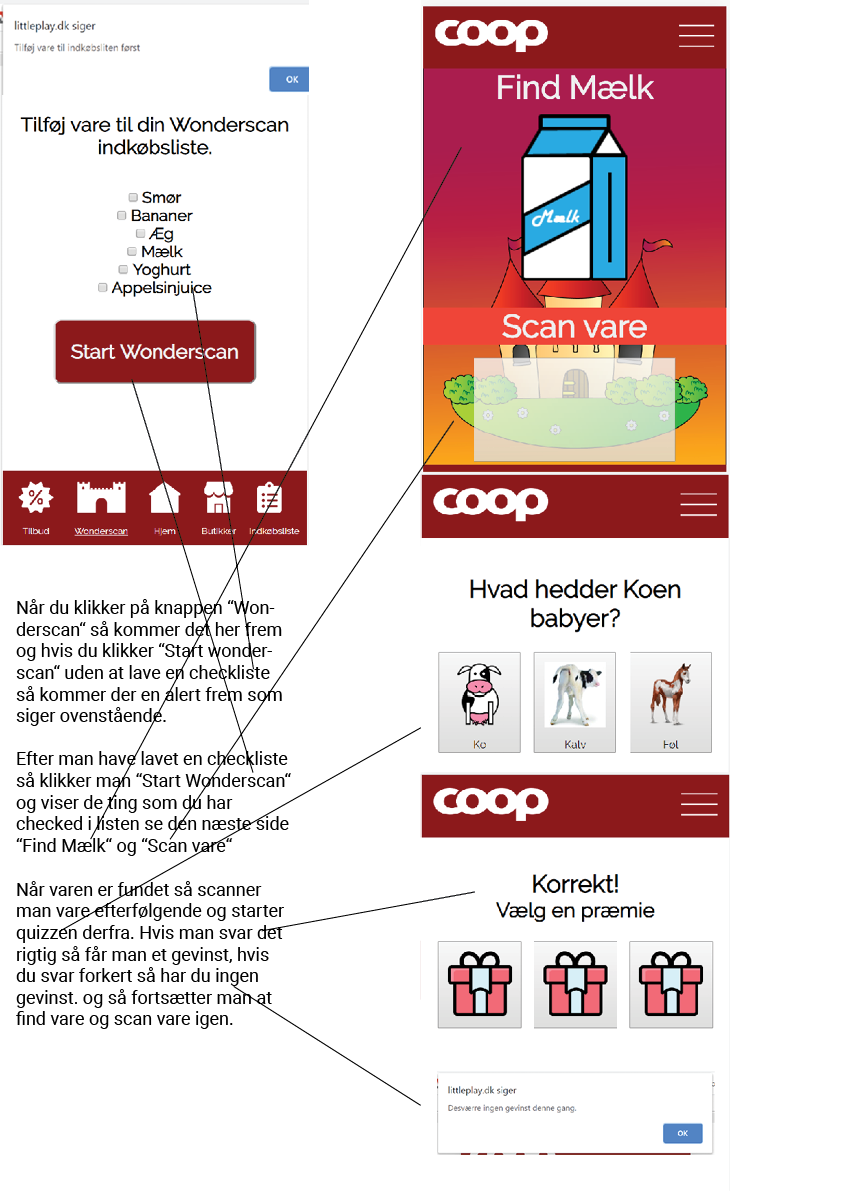 littleplay.dk siger
Tilføj vare til indkøbsliten først
OK
Tilføj vare til din Wonderscan
indkøbsliste.
Smør
Bananer
Æg
Mælk
Yoghurt
Appelsinjuice
Start Wonderscan
Tilbud
Wonderscan
Hjem
Butikker
Indkøbsliste
Når du klikker på knappen “Won-
derscan“ så kommer det her frem
og hvis du klikker “Start wonder-
scan“ uden at lave en checkliste
så kommer der en alert frem som
siger ovenstående.
Efter man have lavet en checkliste
så klikker man “Start Wonderscan“
og viser de ting som du har
checked i listen se den næste side
“Find Mælk“ og “Scan vare“
Når varen er fundet så scanner
man vare efterfølgende og starter
quizzen derfra. Hvis man svar det
rigtig så får man et gevinst, hvis
du svar forkert så har du ingen
gevinst. og så fortsætter man at
find vare og scan vare igen.
coop
Find Mælk
Mælk
Scan vare
coop
Hvad hedder Koen
babyer?
Ko
Kalv
Føl
coop
Korrekt!
Vælg en præmie
littleplay.dk siger
Desværre ingen gevinst denne gang.
OK